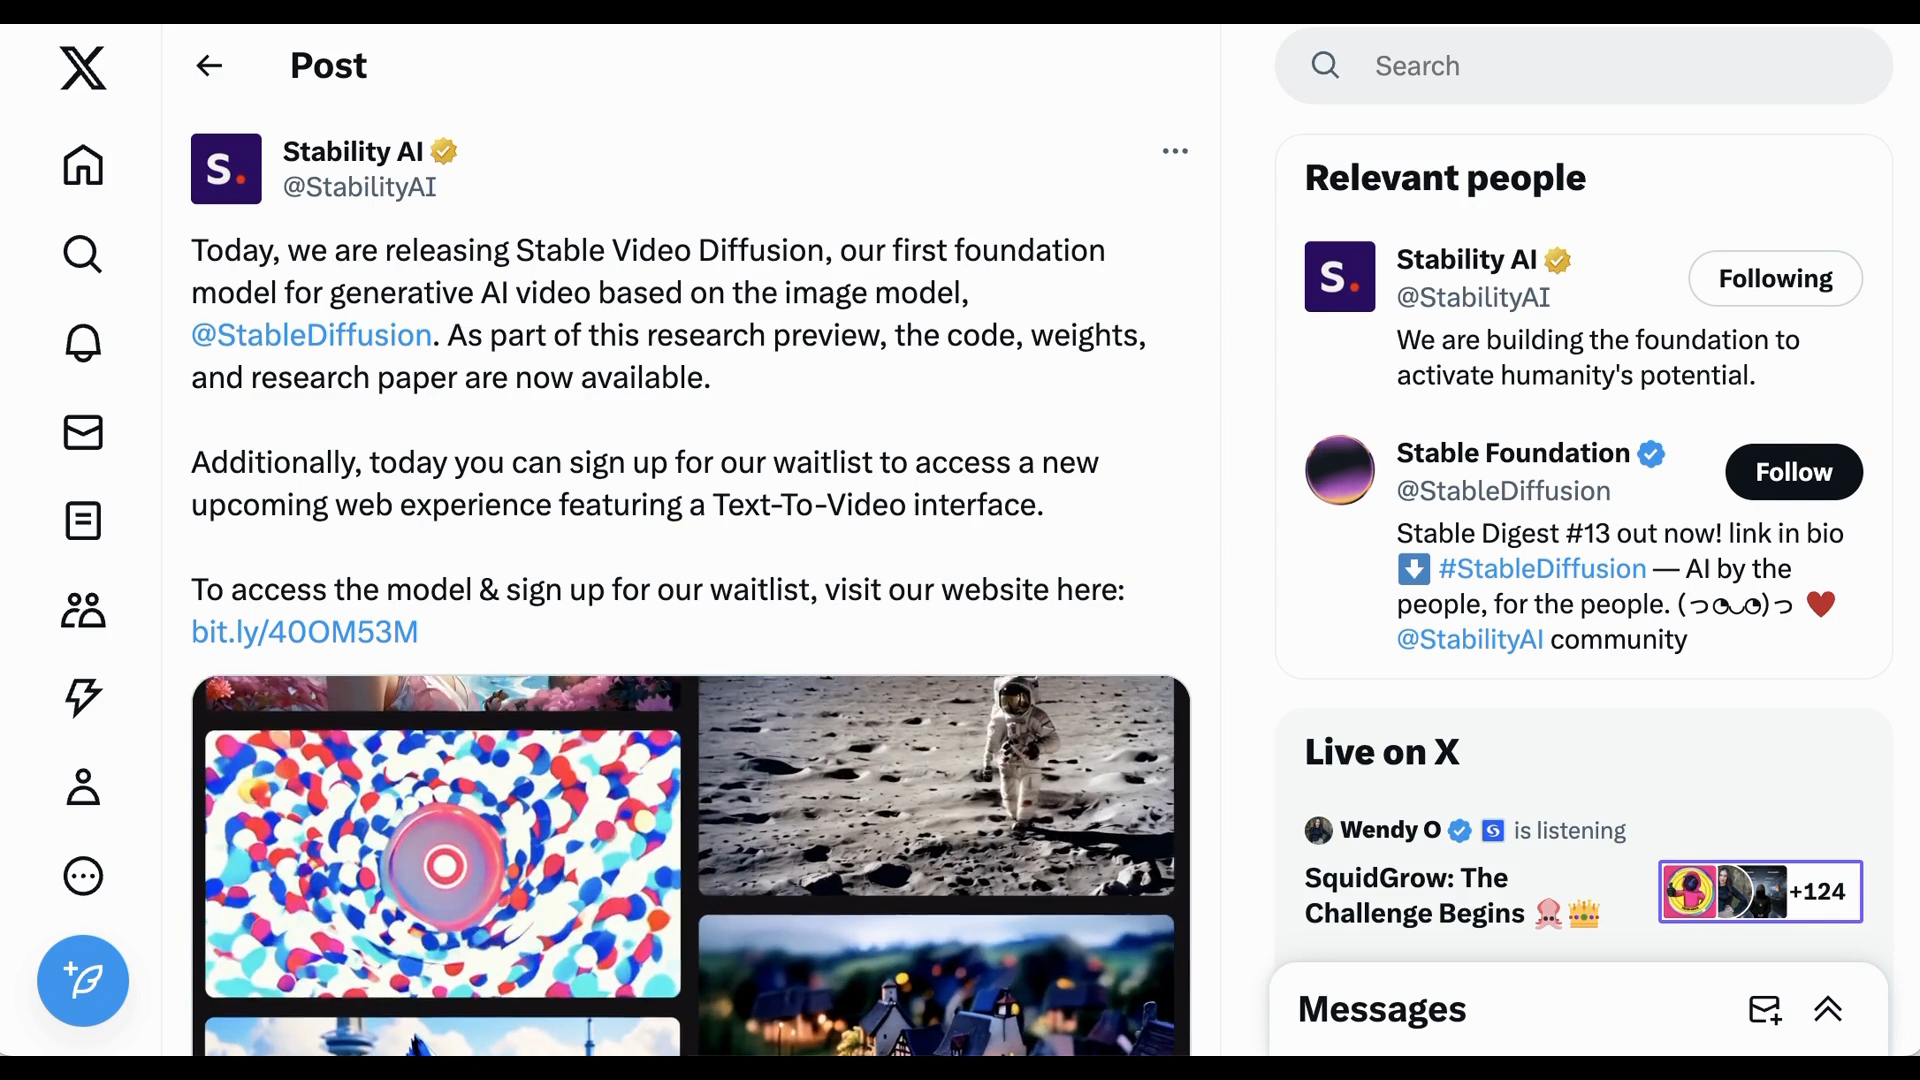 Post
S.
Stability AI
@StabilityAI
Today, we are releasing Stable Video Diffusion, our first foundation
model for generative AI video based on the image model,
@StableDiffusion. As part of this research preview, the code, weights,
and research paper are now available.
Additionally, today you can sign up for our waitlist to access a new
upcoming web experience featuring a Text-To-Video interface.
To access the model & sign up for our waitlist, visit our website here:
bit.ly/40OM53M
Search
Relevant people
S.
Stability AI
@StabilityAI
Following
We are building the foundation to
activate humanity's potential.
Stable Foundation
@StableDiffusion
Follow
Stable Digest #13 out now! link in bio
⬇️ #StableDiffusion — AI by the
people, for the people. (っ◔◡◔)っ ❤️
@StabilityAI community
Live on X
Wendy O is listening
SquidGrow: The
Challenge Begins 🦑👑
+124
Messages